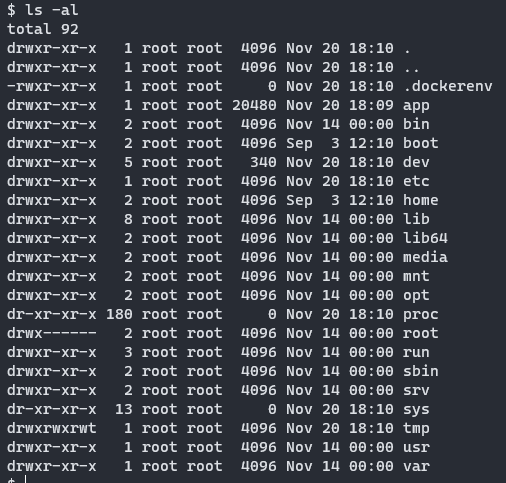 $ ls -al
total 92
drwxr-xr-x   1 root root  4096 Nov 20 18:10 .
drwxr-xr-x   1 root root  4096 Nov 20 18:10 ..
-rwxr-xr-x   1 root root     0 Nov 20 18:10 .dockerenv
drwxr-xr-x   1 root root 20480 Nov 20 18:09 app
drwxr-xr-x   2 root root  4096 Nov 14 00:00 bin
drwxr-xr-x   2 root root  4096 Sep  3 12:10 boot
drwxr-xr-x   5 root root   340 Nov 20 18:10 dev
drwxr-xr-x   1 root root  4096 Nov 20 18:10 etc
drwxr-xr-x   2 root root  4096 Sep  3 12:10 home
drwxr-xr-x   8 root root  4096 Nov 14 00:00 lib
drwxr-xr-x   2 root root  4096 Nov 14 00:00 lib64
drwxr-xr-x   2 root root  4096 Nov 14 00:00 media
drwxr-xr-x   2 root root  4096 Nov 14 00:00 mnt
drwxr-xr-x   2 root root  4096 Nov 14 00:00 opt
dr-xr-xr-x 180 root root     0 Nov 20 18:10 proc
drwx------   2 root root  4096 Nov 14 00:00 root
drwxr-xr-x   3 root root  4096 Nov 14 00:00 run
drwxr-xr-x   2 root root  4096 Nov 14 00:00 sbin
drwxr-xr-x   2 root root  4096 Nov 14 00:00 srv
dr-xr-xr-x  13 root root     0 Nov 20 18:10 sys
drwxrwxrwt   1 root root  4096 Nov 20 18:10 tmp
drwxr-xr-x   1 root root  4096 Nov 14 00:00 usr
drwxr-xr-x   1 root root  4096 Nov 14 00:00 var
$